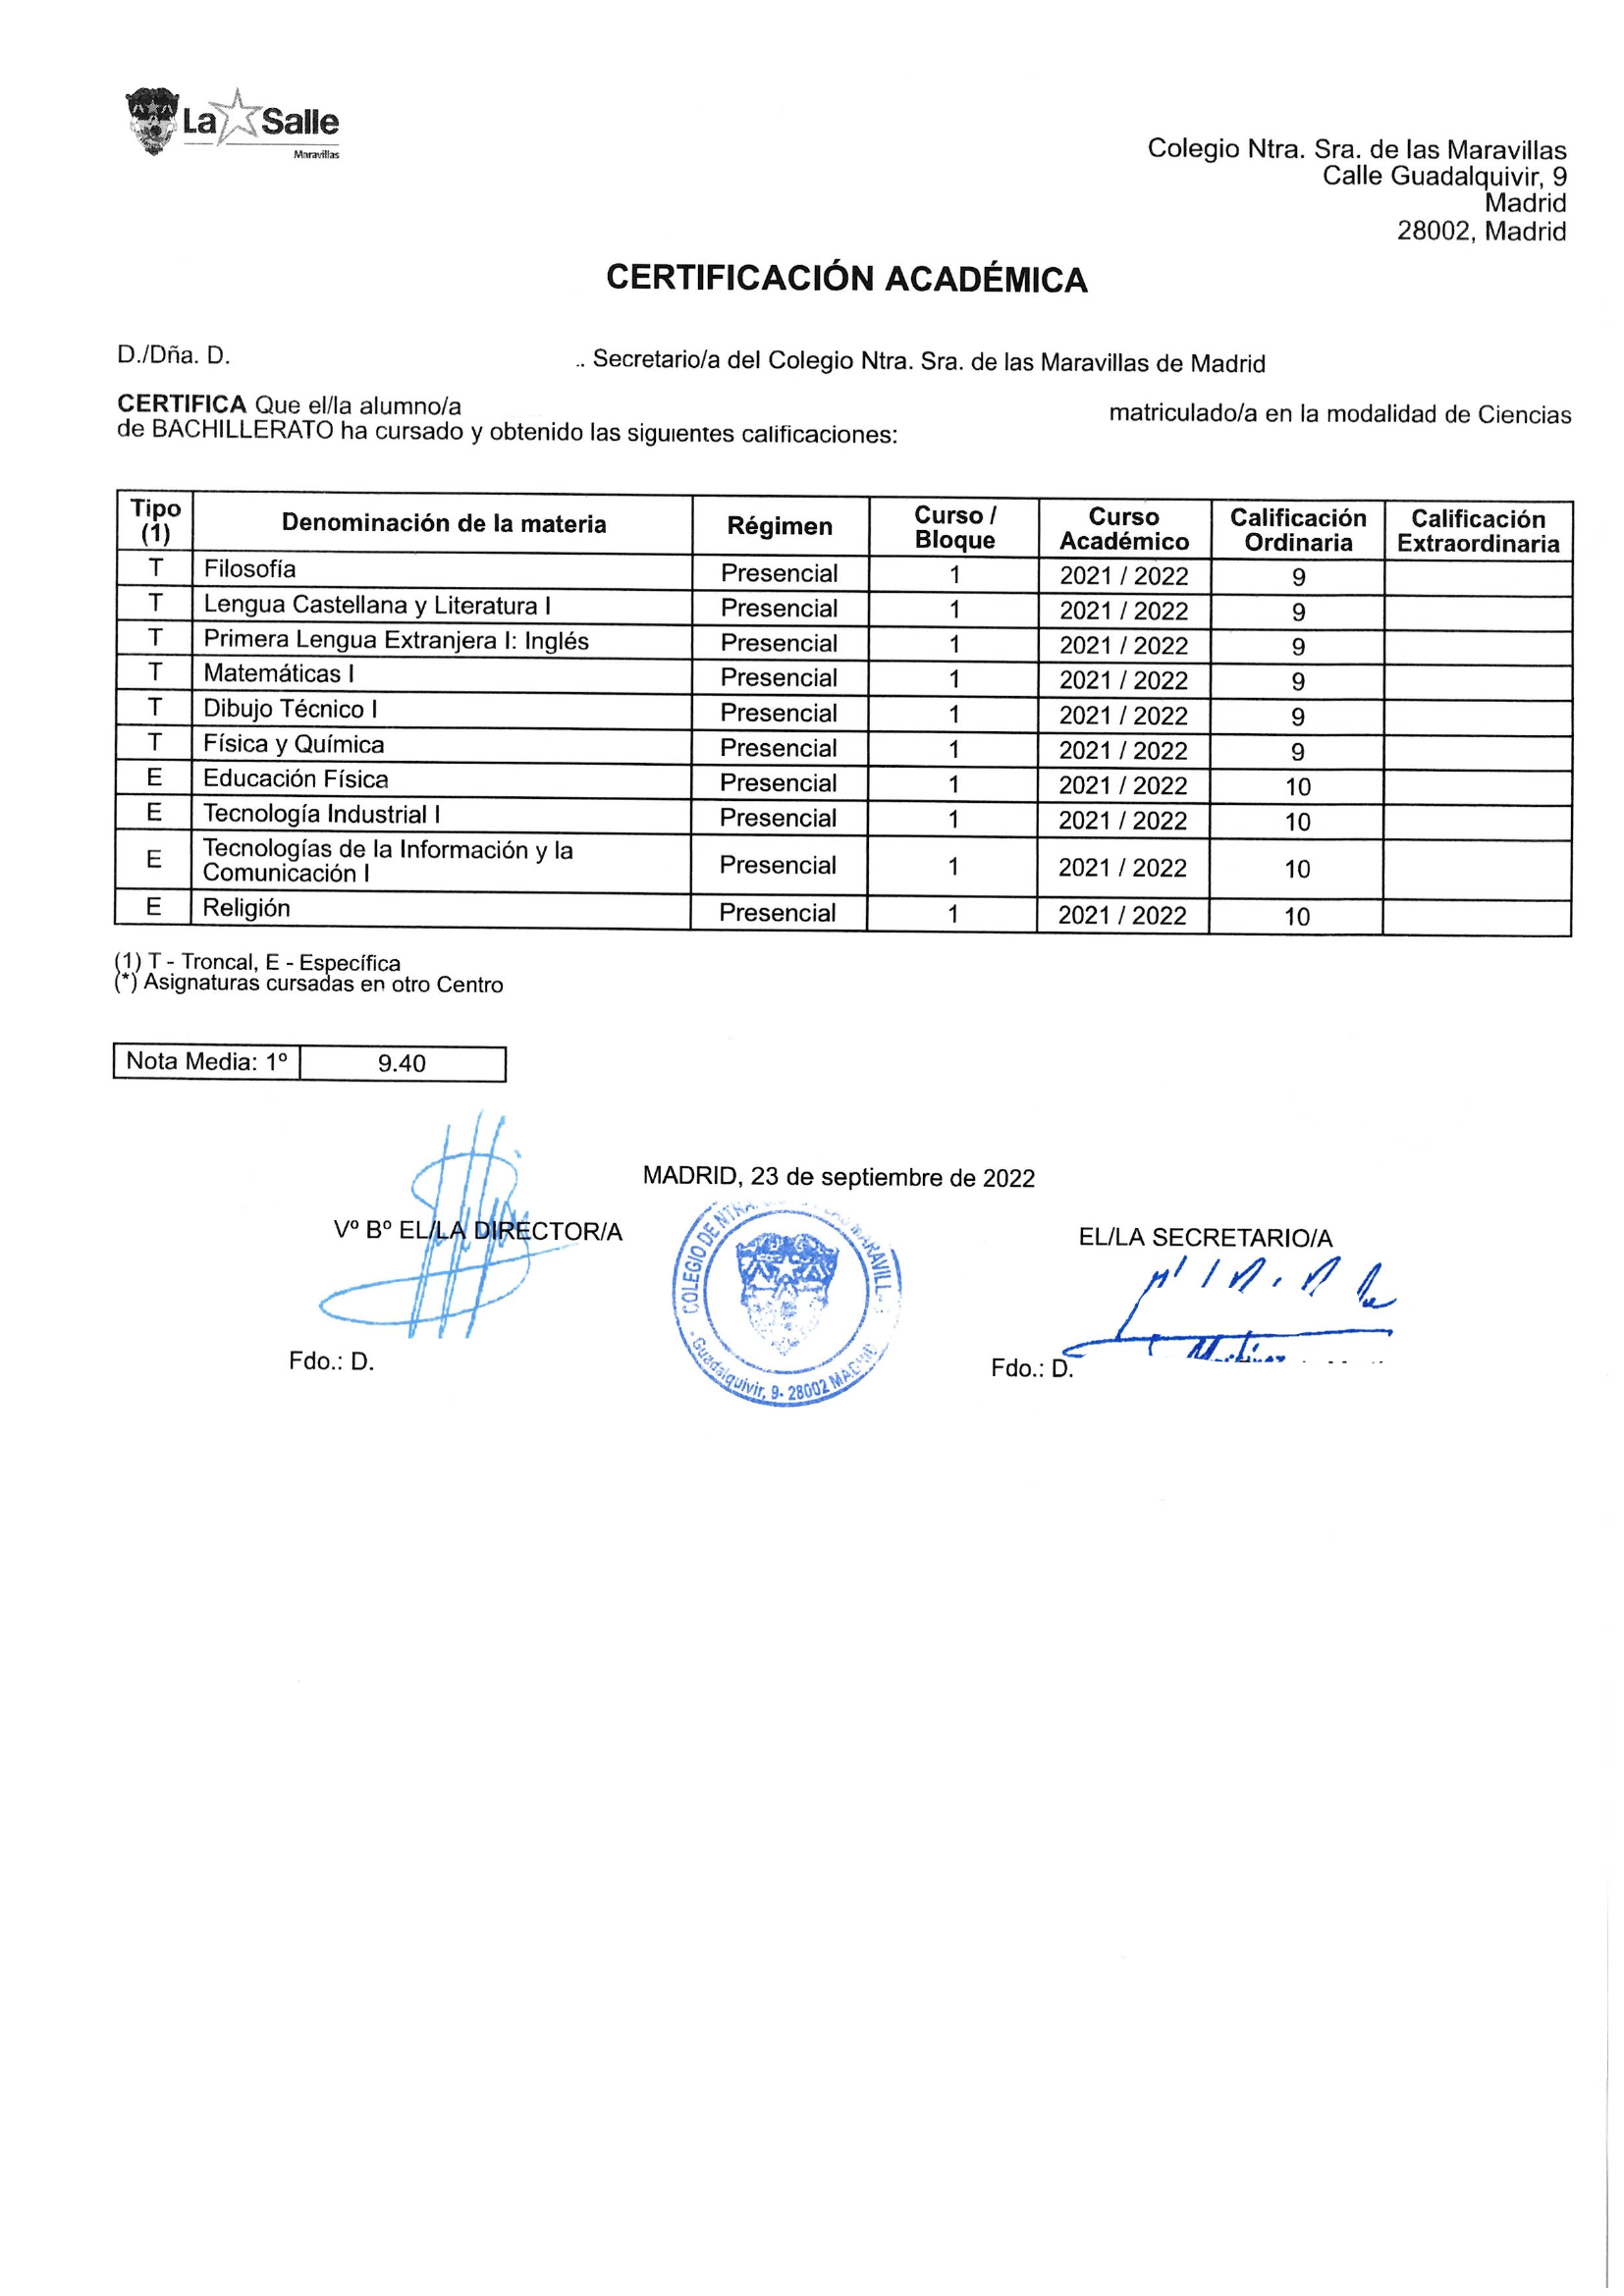 La Salle
Maravillas
Colegio Ntra. Sra. de las Maravillas
Calle Guadalquivir, 9
Madrid
28002, Madrid
CERTIFICACIÓN ACADÉMICA
D./Dña. D. .. Secretario/a del Colegio Ntra. Sra. de las Maravillas de Madrid
CERTIFICA Que el/la alumno/a matriculado/a en la modalidad de Ciencias
de BACHILLERATO ha cursado y obtenido las siguientes calificaciones:
Tipo (1) Denominación de la materia Régimen Curso / Bloque Curso Académico Calificación Ordinaria Calificación Extraordinaria
T Filosofía Presencial 1 2021 / 2022 9
T Lengua Castellana y Literatura I Presencial 1 2021 / 2022 9
T Primera Lengua Extranjera I: Inglés Presencial 1 2021 / 2022 9
T Matemáticas I Presencial 1 2021 / 2022 9
T Dibujo Técnico I Presencial 1 2021 / 2022 9
T Física y Química Presencial 1 2021 / 2022 9
E Educación Física Presencial 1 2021 / 2022 10
E Tecnología Industrial I Presencial 1 2021 / 2022 10
E Tecnologías de la Información y la Comunicación I Presencial 1 2021 / 2022 10
E Religión Presencial 1 2021 / 2022 10
(1) T - Troncal, E - Específica
(*) Asignaturas cursadas en otro Centro
Nota Media: 1º 9.40
MADRID, 23 de septiembre de 2022
Vº Bº EL/LA DIRECTOR/A
EL/LA SECRETARIO/A
COLEGIO DE NTRA.
Guadalquivir, 9- 28002
Fdo.: D.
Fdo.: D.